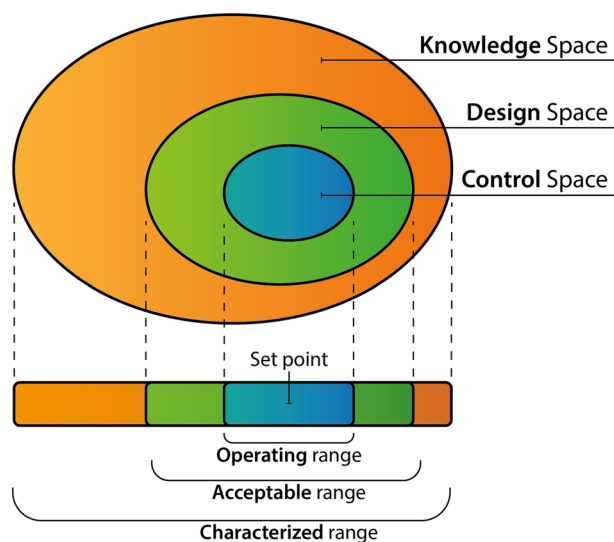 Knowledge Space
Design Space
Control Space
Set point
Operating range
Acceptable range
Characterized range